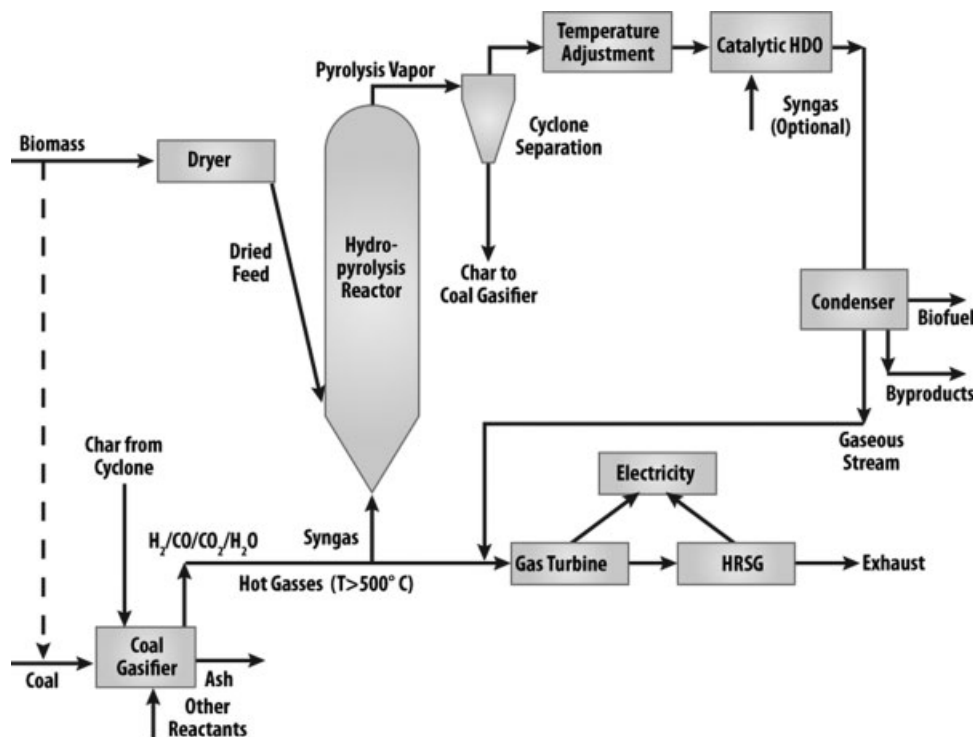 Temperature
Adjustment
Catalytic HDO
Pyrolysis Vapor
Syngas
(Optional)
Cyclone
Separation
Biomass
Dryer
Dried
Feed
Hydro-
pyrolysis
Reactor
Char to
Coal Gasifier
Condenser
Biofuel
Byproducts
Gaseous
Stream
Char from
Cyclone
Electricity
H₂/CO/CO₂/H₂O
Syngas
Hot Gasses (T>500° C)
Gas Turbine
HRSG
Exhaust
Coal
Gasifier
Coal
Ash
Other
Reactants